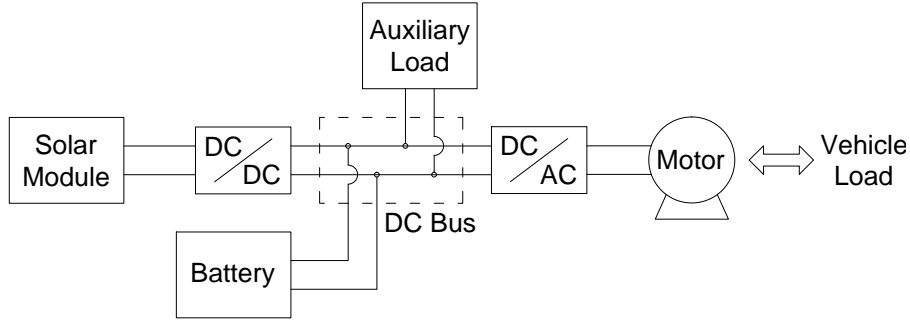 Auxiliary
Load
Solar
Module
DC
DC
DC
AC
Motor
Vehicle
Load
DC Bus
Battery